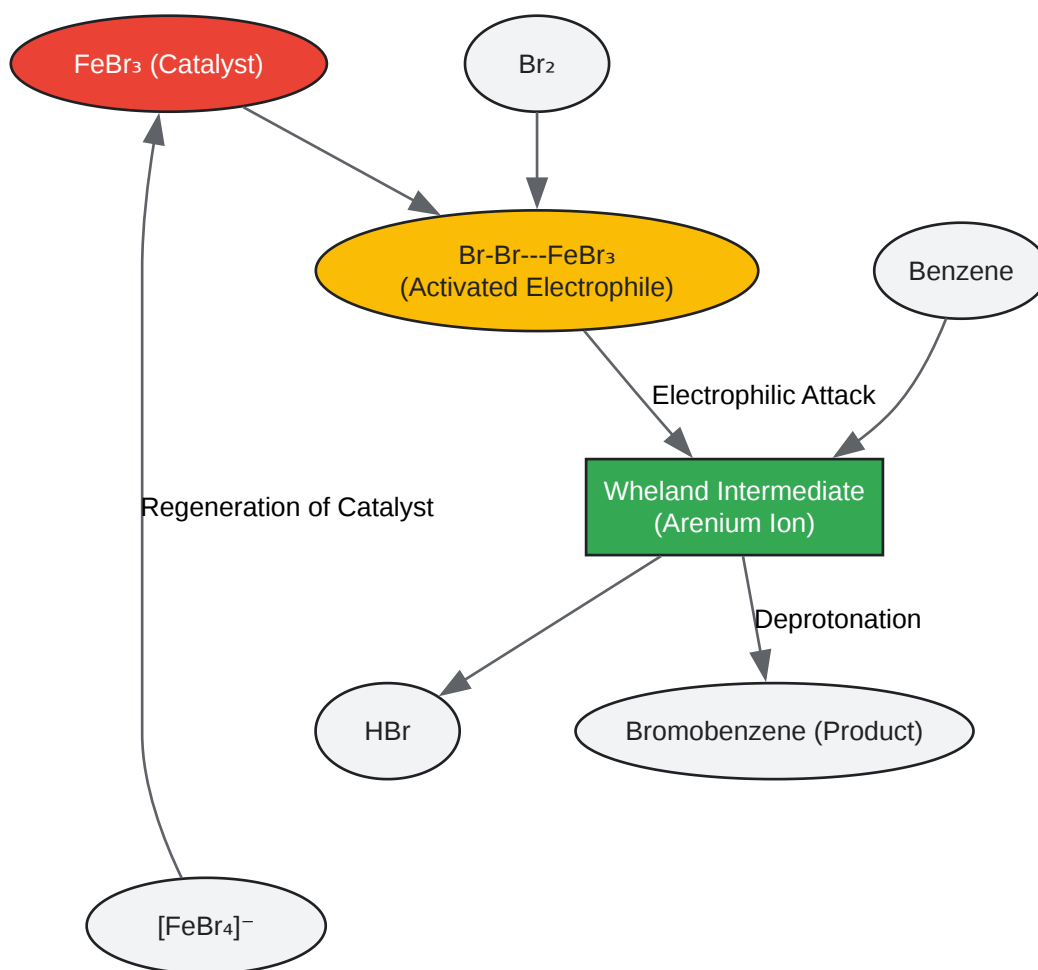 FeBr₃ (Catalyst)
Br₂
Br-Br---FeBr₃
(Activated Electrophile)
Benzene
Electrophilic Attack
Wheland Intermediate
(Arenium Ion)
Regeneration of Catalyst
Deprotonation
HBr
Bromobenzene (Product)
[FeBr₄]⁻